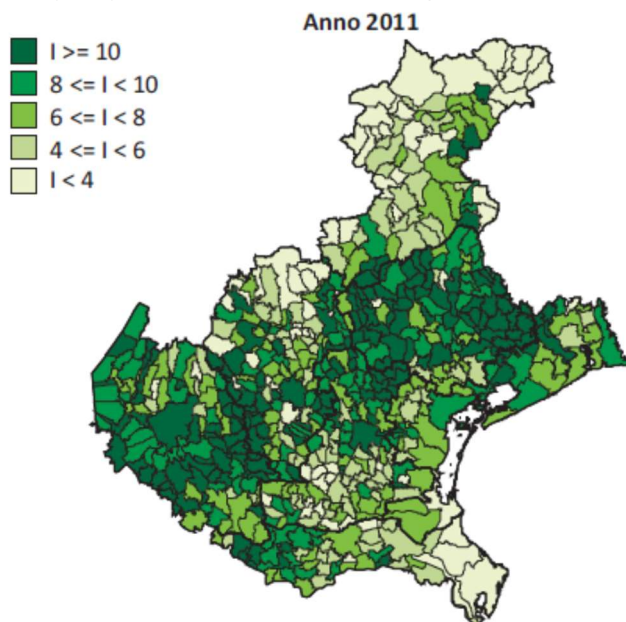 Anno 2011
I >= 10
8 <= I < 10
6 <= I < 8
4 <= I < 6
I < 4